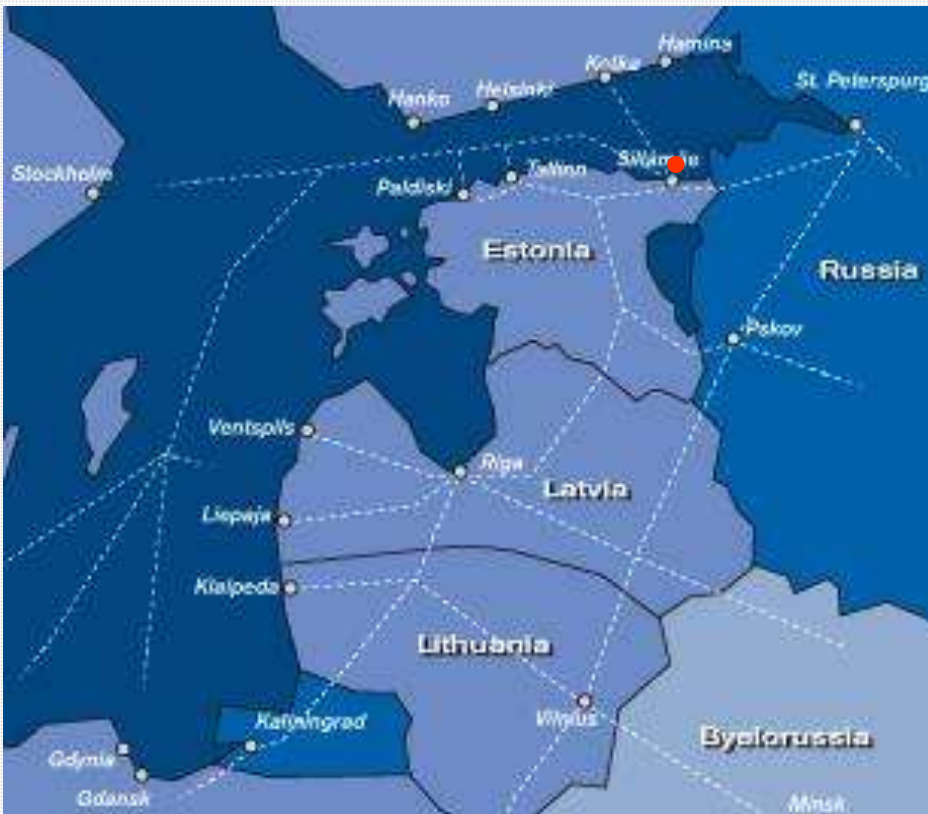 Hamina
Kotka
St. Peterspurg
Helsinki
Hanko
Stockholm
Tallinn
Paldiski
Estonia
Russia
Pskov
Ventspils
Riga
Latvia
Liepaja
Klaipeda
Lithuania
Kaliningrad
Vilnius
Byelorussia
Gdynia
Gdansk
Minsk